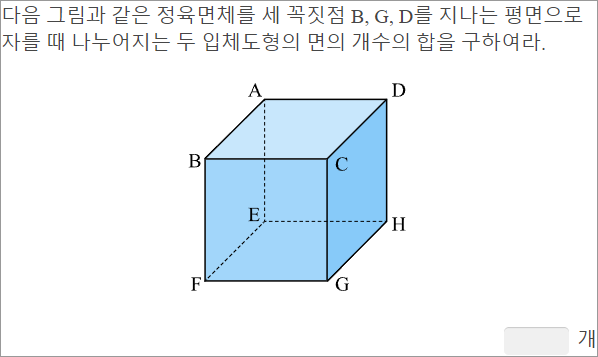 다음 그림과 같은 정육면체를 세 꼭짓점 B, G, D를 지나는 평면으로
자를 때 나누어지는 두 입체도형의 면의 개수의 합을 구하여라.
A
D
B
C
E
H
F
G
개